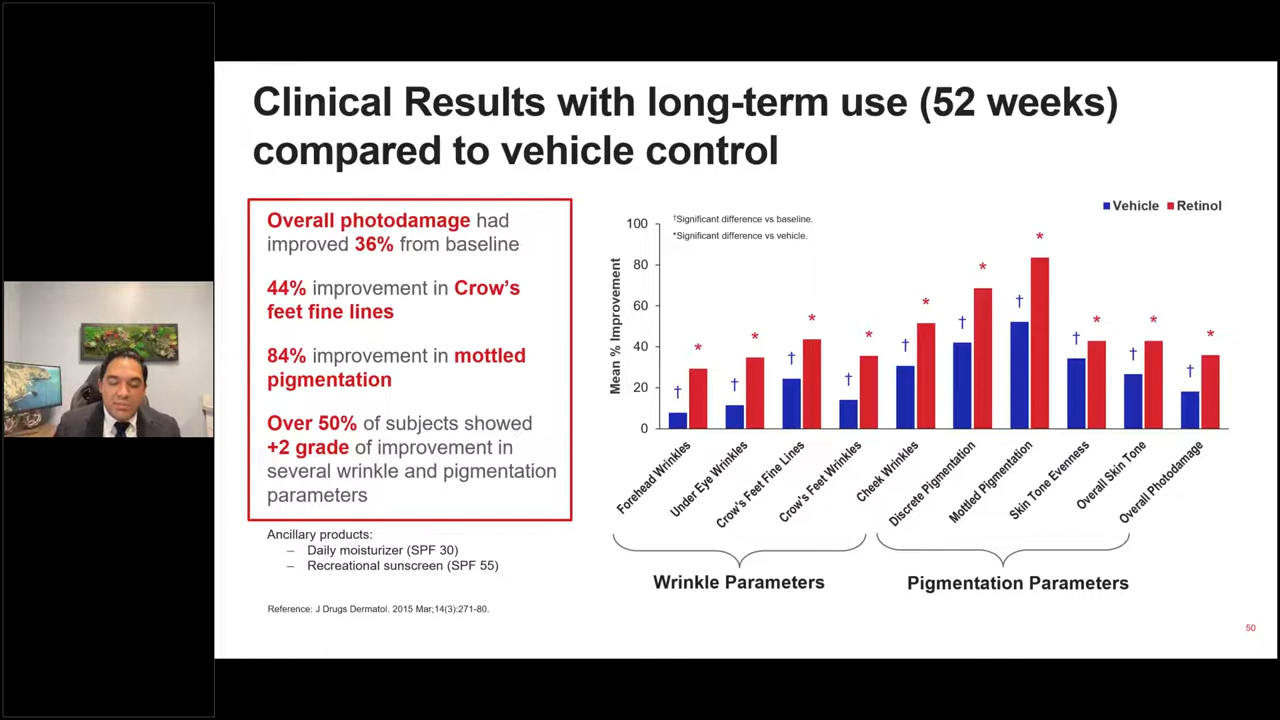 Clinical Results with long-term use (52 weeks)
compared to vehicle control
Overall photodamage had
improved 36% from baseline
44% improvement in Crow's
feet fine lines
84% improvement in mottled
pigmentation
Over 50% of subjects showed
+2 grade of improvement in
several wrinkle and pigmentation
parameters
Ancillary products:
– Daily moisturizer (SPF 30)
– Recreational sunscreen (SPF 55)
Reference: J Drugs Dermatol. 2015 Mar;14(3):271-80.
Vehicle Retinol
†Significant difference vs baseline.
*Significant difference vs vehicle.
Mean % Improvement
100
80
60
40
20
0
† * † * † * † * † * † * † * † * † * † *
Forehead Wrinkles
Under Eye Wrinkles
Crow's Feet Fine Lines
Crow's Feet Wrinkles
Cheek Wrinkles
Discrete Pigmentation
Mottled Pigmentation
Skin Tone Evenness
Overall Skin Tone
Overall Photodamage
Wrinkle Parameters
Pigmentation Parameters
50